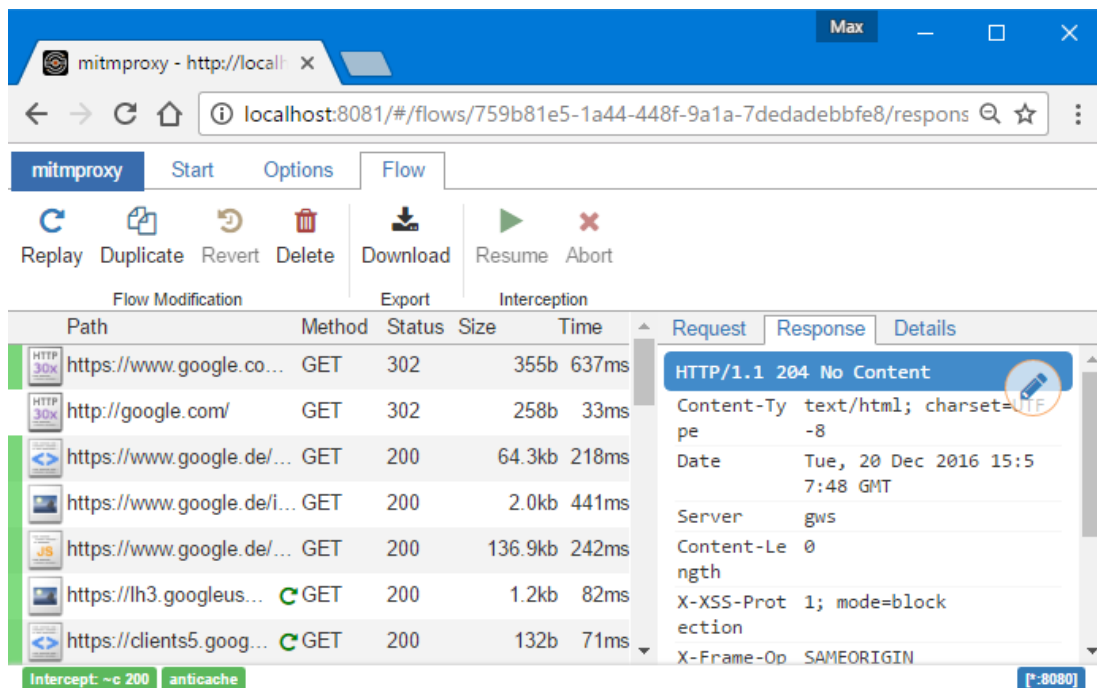 Max
mitmproxy - http://localh
localhost:8081/#/flows/759b81e5-1a44-448f-9a1a-7dedadebbfe8/respons
mitmproxy Start Options Flow
Replay Duplicate Revert Delete Download Resume Abort
Flow Modification Export Interception
Path Method Status Size Time
HTTP 30x https://www.google.co... GET 302 355b 637ms
HTTP 30x http://google.com/ GET 302 258b 33ms
https://www.google.de/... GET 200 64.3kb 218ms
https://www.google.de/i... GET 200 2.0kb 441ms
JS https://www.google.de/... GET 200 136.9kb 242ms
https://lh3.googleus... GET 200 1.2kb 82ms
https://clients5.goog... GET 200 132b 71ms
Request Response Details
HTTP/1.1 204 No Content
Content-Ty text/html; charset=UTF
pe -8
Date Tue, 20 Dec 2016 15:5
7:48 GMT
Server gws
Content-Le 0
ngth
X-XSS-Prot 1; mode=block
ection
X-Frame-Op SAMEORIGIN
Intercept: ~c 200 anticache [*:8080]